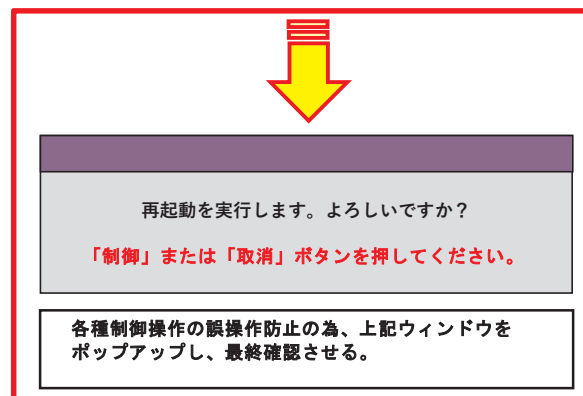 再起動を実行します。よろしいですか？
「制御」または「取消」ボタンを押してください。
各種制御操作の誤操作防止の為、上記ウィンドウを
ポップアップし、最終確認させる。